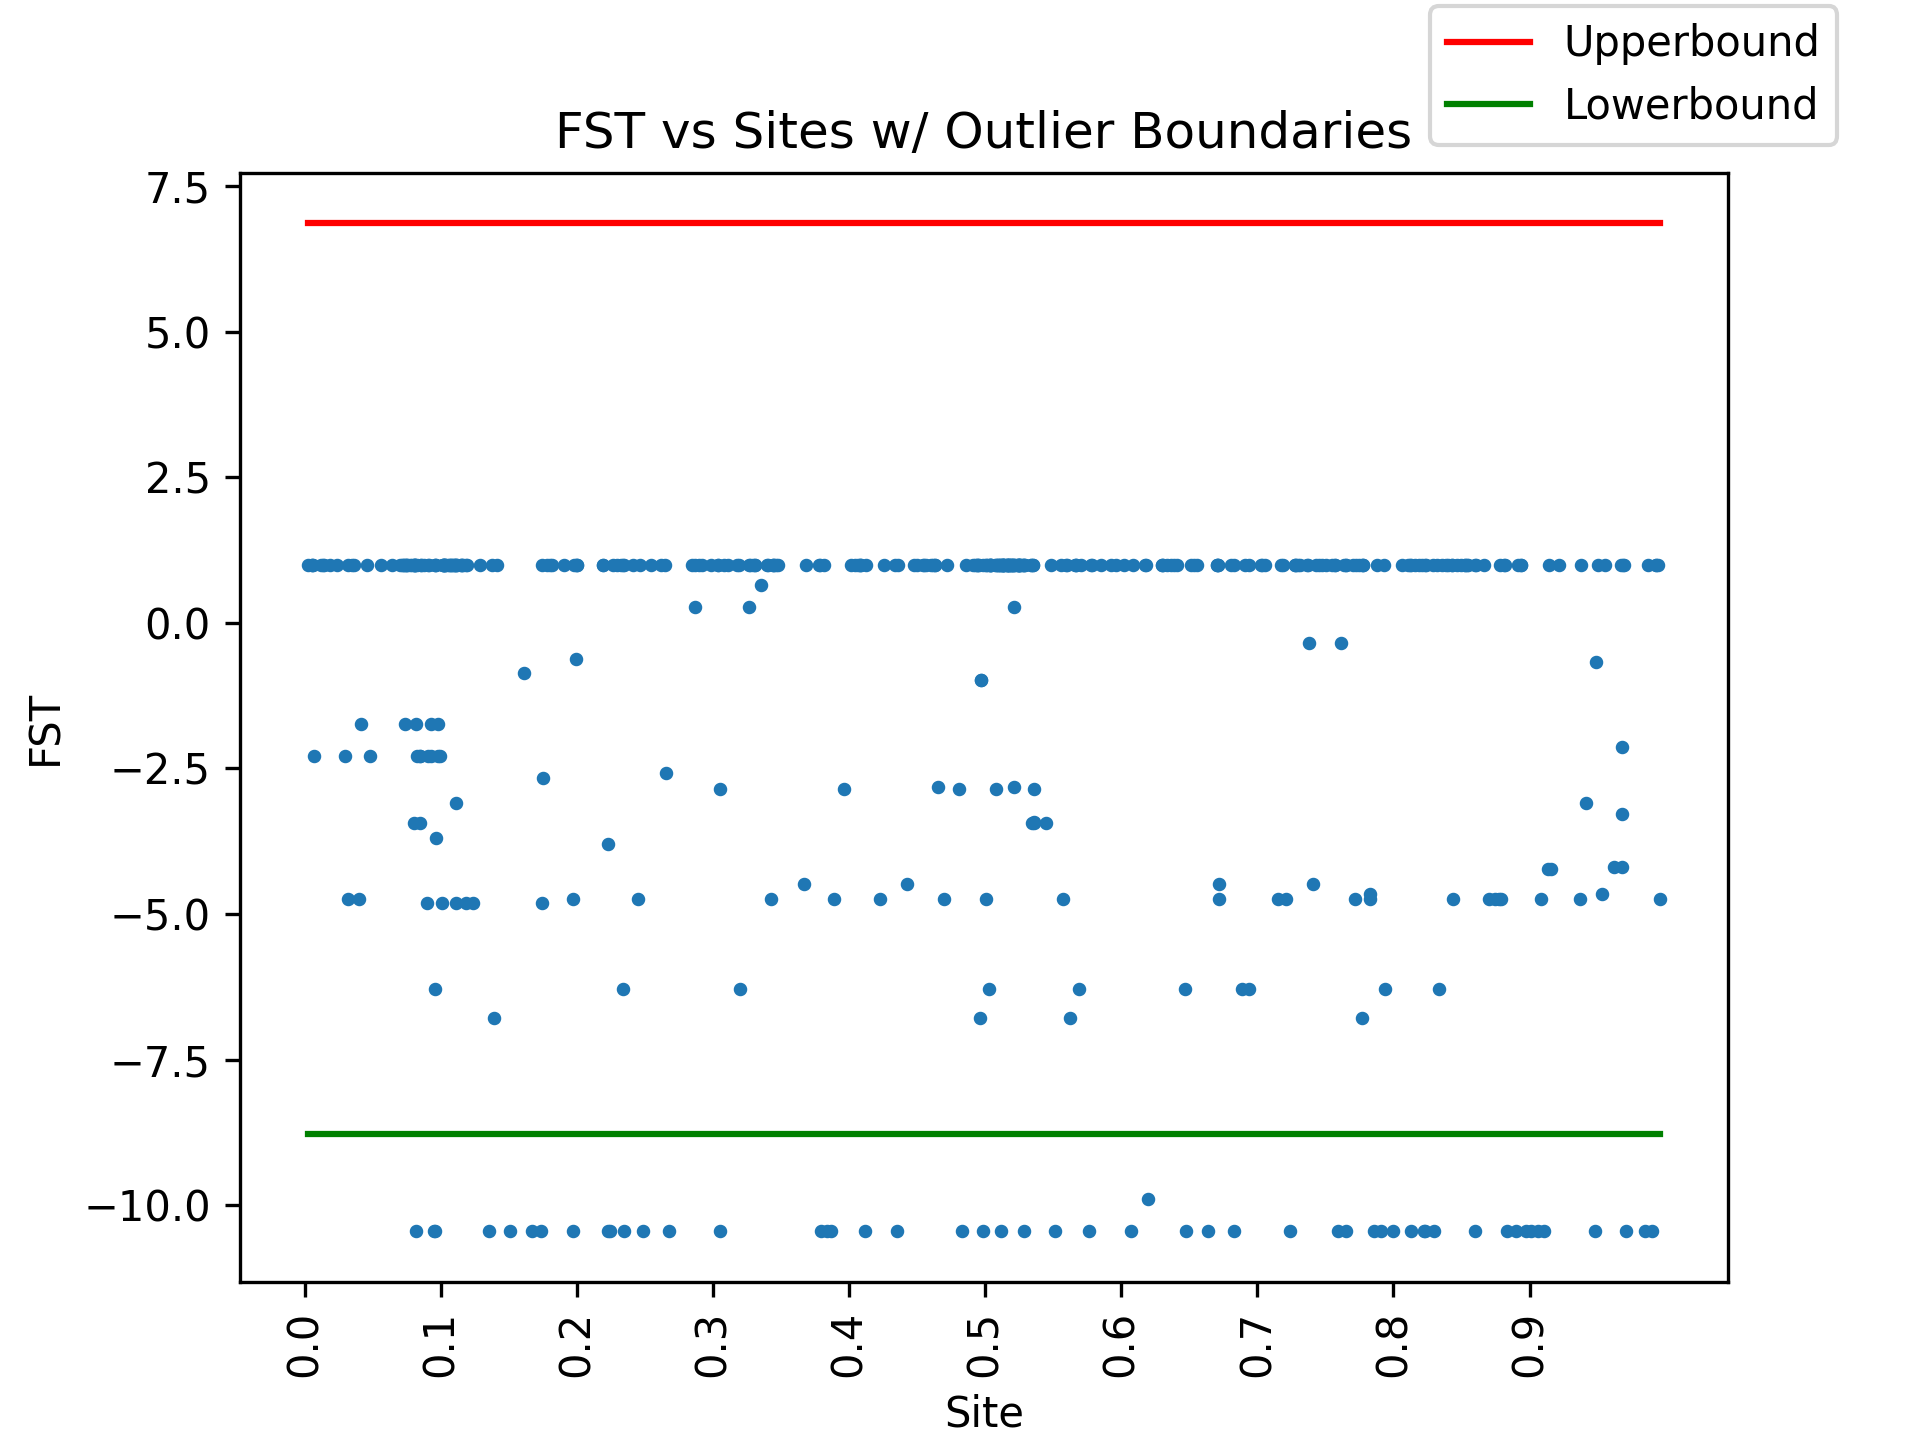 Upperbound
Lowerbound
FST vs Sites w/ Outlier Boundaries
7.5
5.0
2.5
0.0
−2.5
−5.0
−7.5
−10.0
FST
0.0 0.1 0.2 0.3 0.4 0.5 0.6 0.7 0.8 0.9
Site